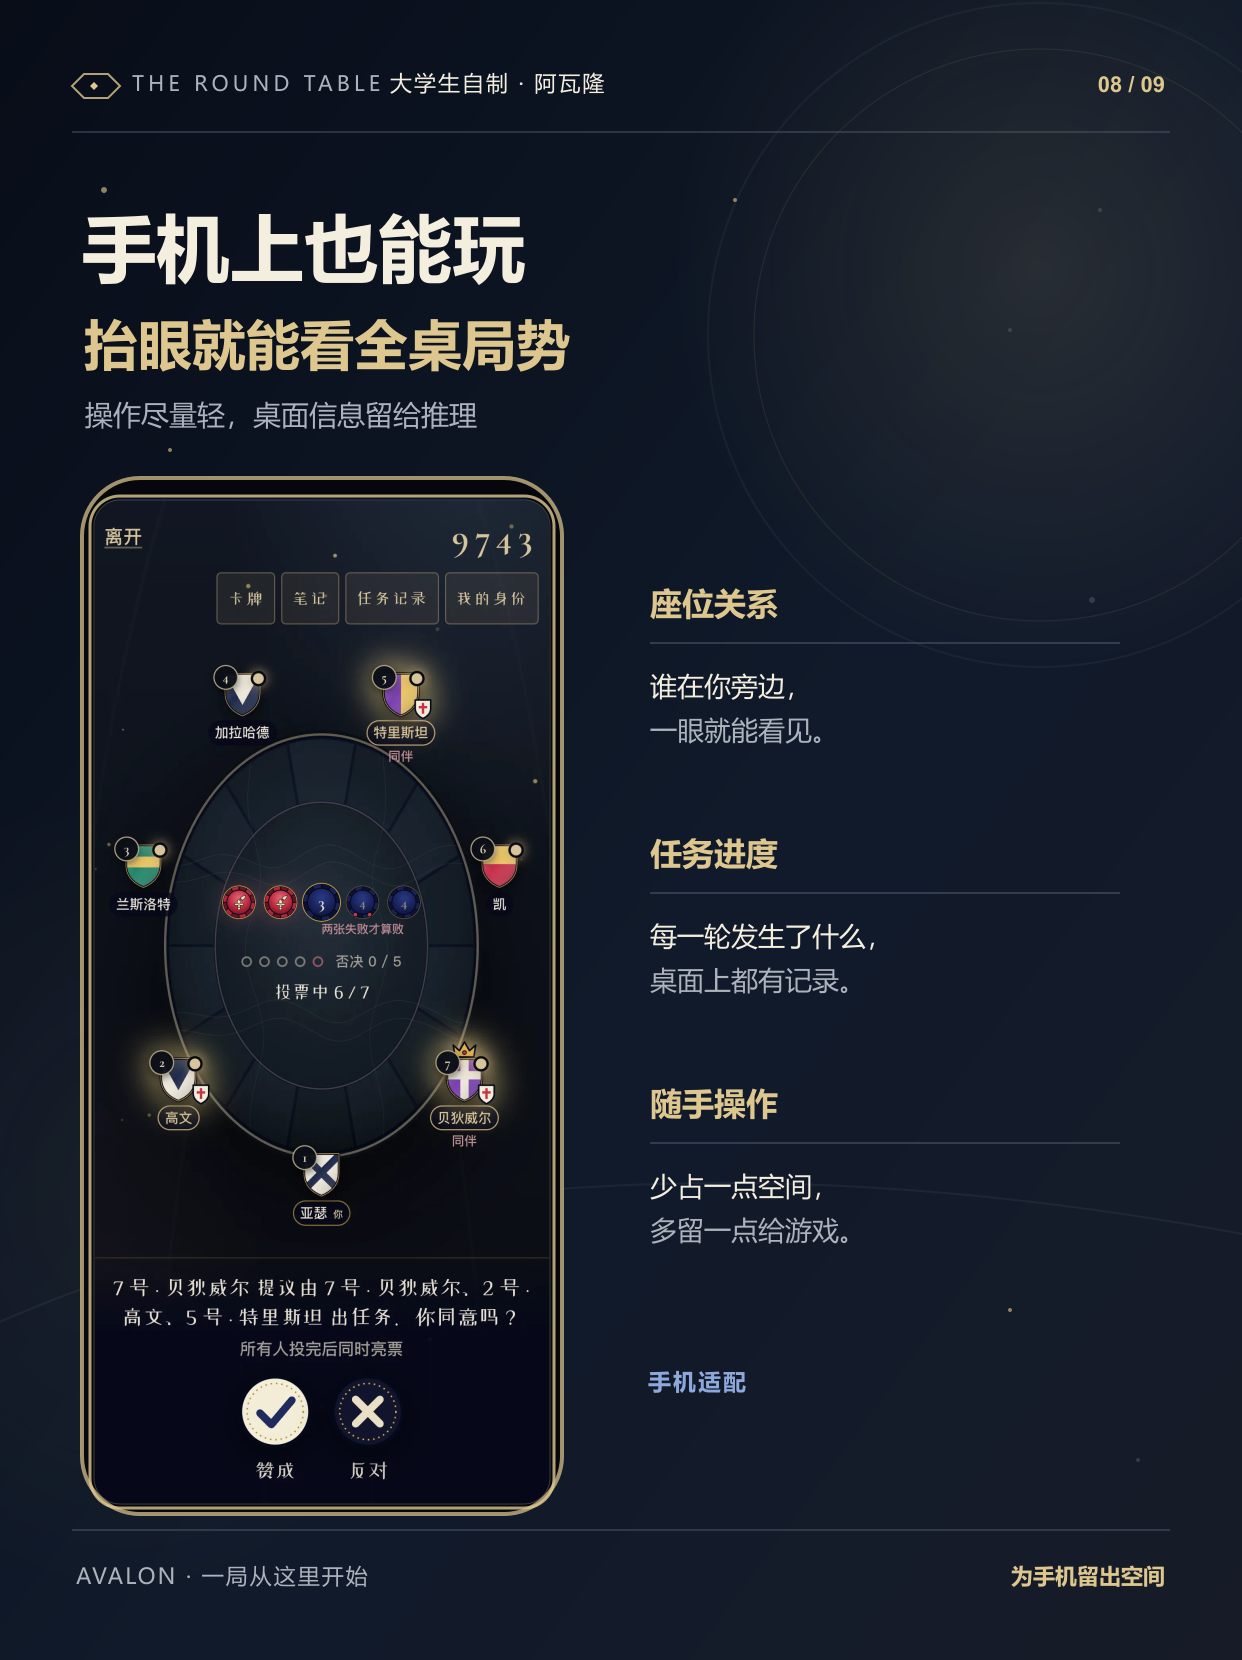 THE ROUND TABLE 大学生自制 · 阿瓦隆
08 / 09
手机上也能玩
抬眼就能看全桌局势
操作尽量轻，桌面信息留给推理
离开
9743
卡牌
笔记
任务记录
我的身份
4
加拉哈德
5
特里斯坦
同伴
3
兰斯洛特
6
凯
3
4
4
两张失败才算败
否决 0 / 5
投票中 6 / 7
2
高文
7
贝狄威尔
同伴
1
亚瑟 你
7号 · 贝狄威尔 提议由 7号 · 贝狄威尔、2号 ·
高文、5号 · 特里斯坦 出任务。你同意吗？
所有人投完后同时亮票
赞成
反对
座位关系
谁在你旁边，
一眼就能看见。
任务进度
每一轮发生了什么，
桌面上都有记录。
随手操作
少占一点空间，
多留一点给游戏。
手机适配
AVALON · 一局从这里开始
为手机留出空间